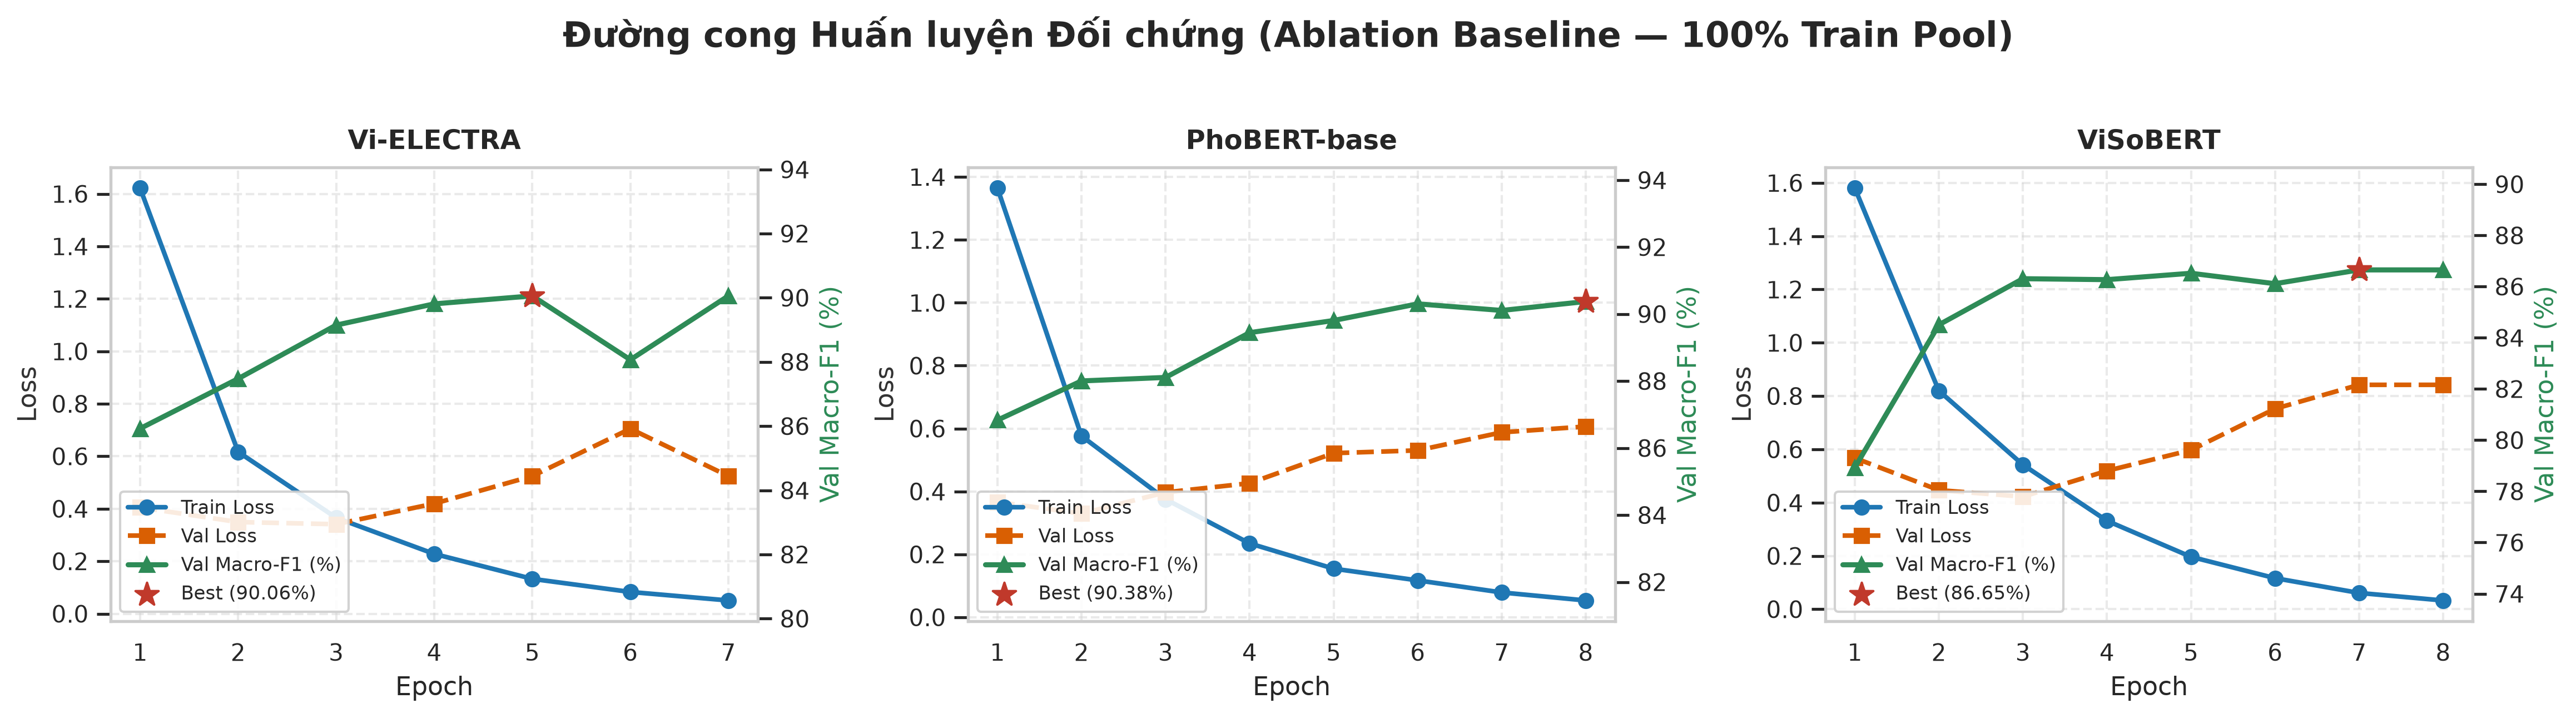 Đường cong Huấn luyện Đối chứng (Ablation Baseline — 100% Train Pool)
Vi-ELECTRA
Loss
1.6
1.4
1.2
1.0
0.8
0.6
0.4
0.2
0.0
94
92
90
88
86
84
82
80
Val Macro-F1 (%)
Train Loss
Val Loss
Val Macro-F1 (%)
Best (90.06%)
1 2 3 4 5 6 7
Epoch
PhoBERT-base
Loss
1.4
1.2
1.0
0.8
0.6
0.4
0.2
0.0
94
92
90
88
86
84
82
Val Macro-F1 (%)
Train Loss
Val Loss
Val Macro-F1 (%)
Best (90.38%)
1 2 3 4 5 6 7 8
Epoch
ViSoBERT
Loss
1.6
1.4
1.2
1.0
0.8
0.6
0.4
0.2
0.0
90
88
86
84
82
80
78
76
74
Val Macro-F1 (%)
Train Loss
Val Loss
Val Macro-F1 (%)
Best (86.65%)
1 2 3 4 5 6 7 8
Epoch